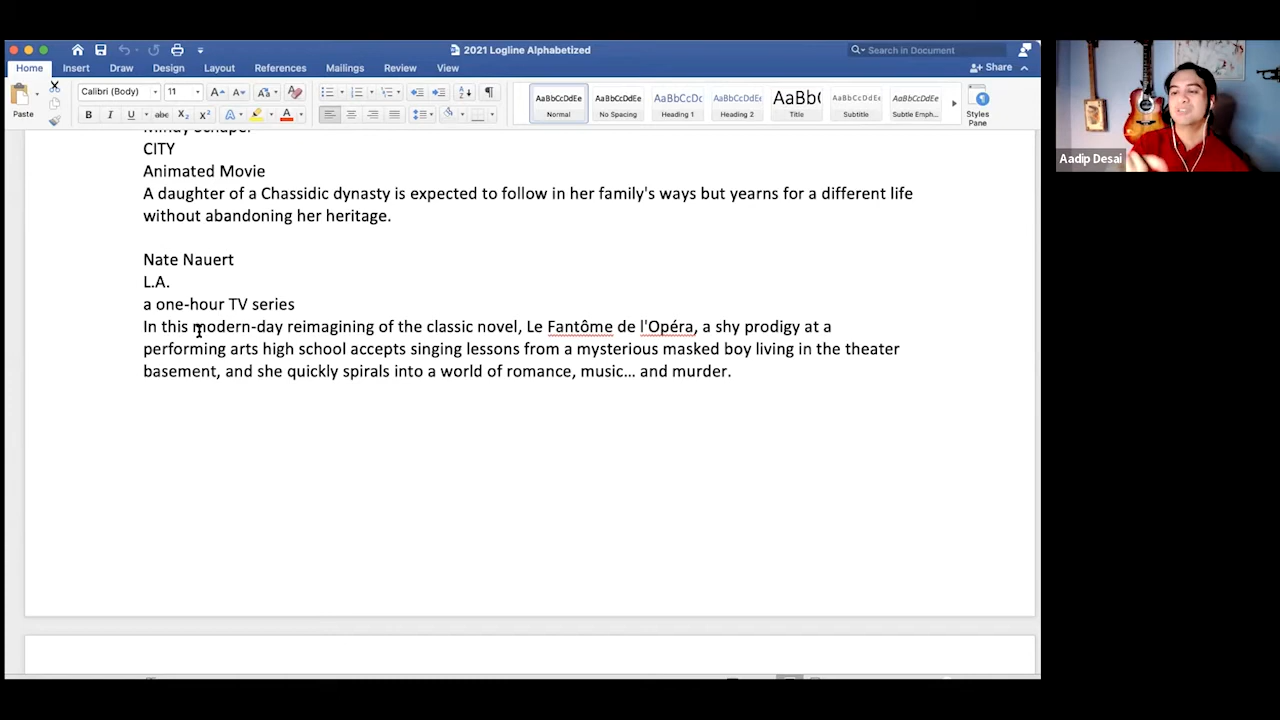 2021 Logline Alphabetized
Search in Document
Home Insert Draw Design Layout References Mailings Review View
Share
Paste
Calibri (Body) 11
B I U abc X2 X2 A A
AaBbCcDdEe AaBbCcDdEe AaBbCcDc AaBbCcDdEe AaBb( AaBbCcDdEe AaBbCcDdEe
Normal No Spacing Heading 1 Heading 2 Title Subtitle Subtle Emph...
Styles
Pane
CITY
Animated Movie
A daughter of a Chassidic dynasty is expected to follow in her family's ways but yearns for a different life
without abandoning her heritage.
Nate Nauert
L.A.
a one-hour TV series
In this modern-day reimagining of the classic novel, Le Fantôme de l'Opéra, a shy prodigy at a
performing arts high school accepts singing lessons from a mysterious masked boy living in the theater
basement, and she quickly spirals into a world of romance, music… and murder.
Aadip Desai